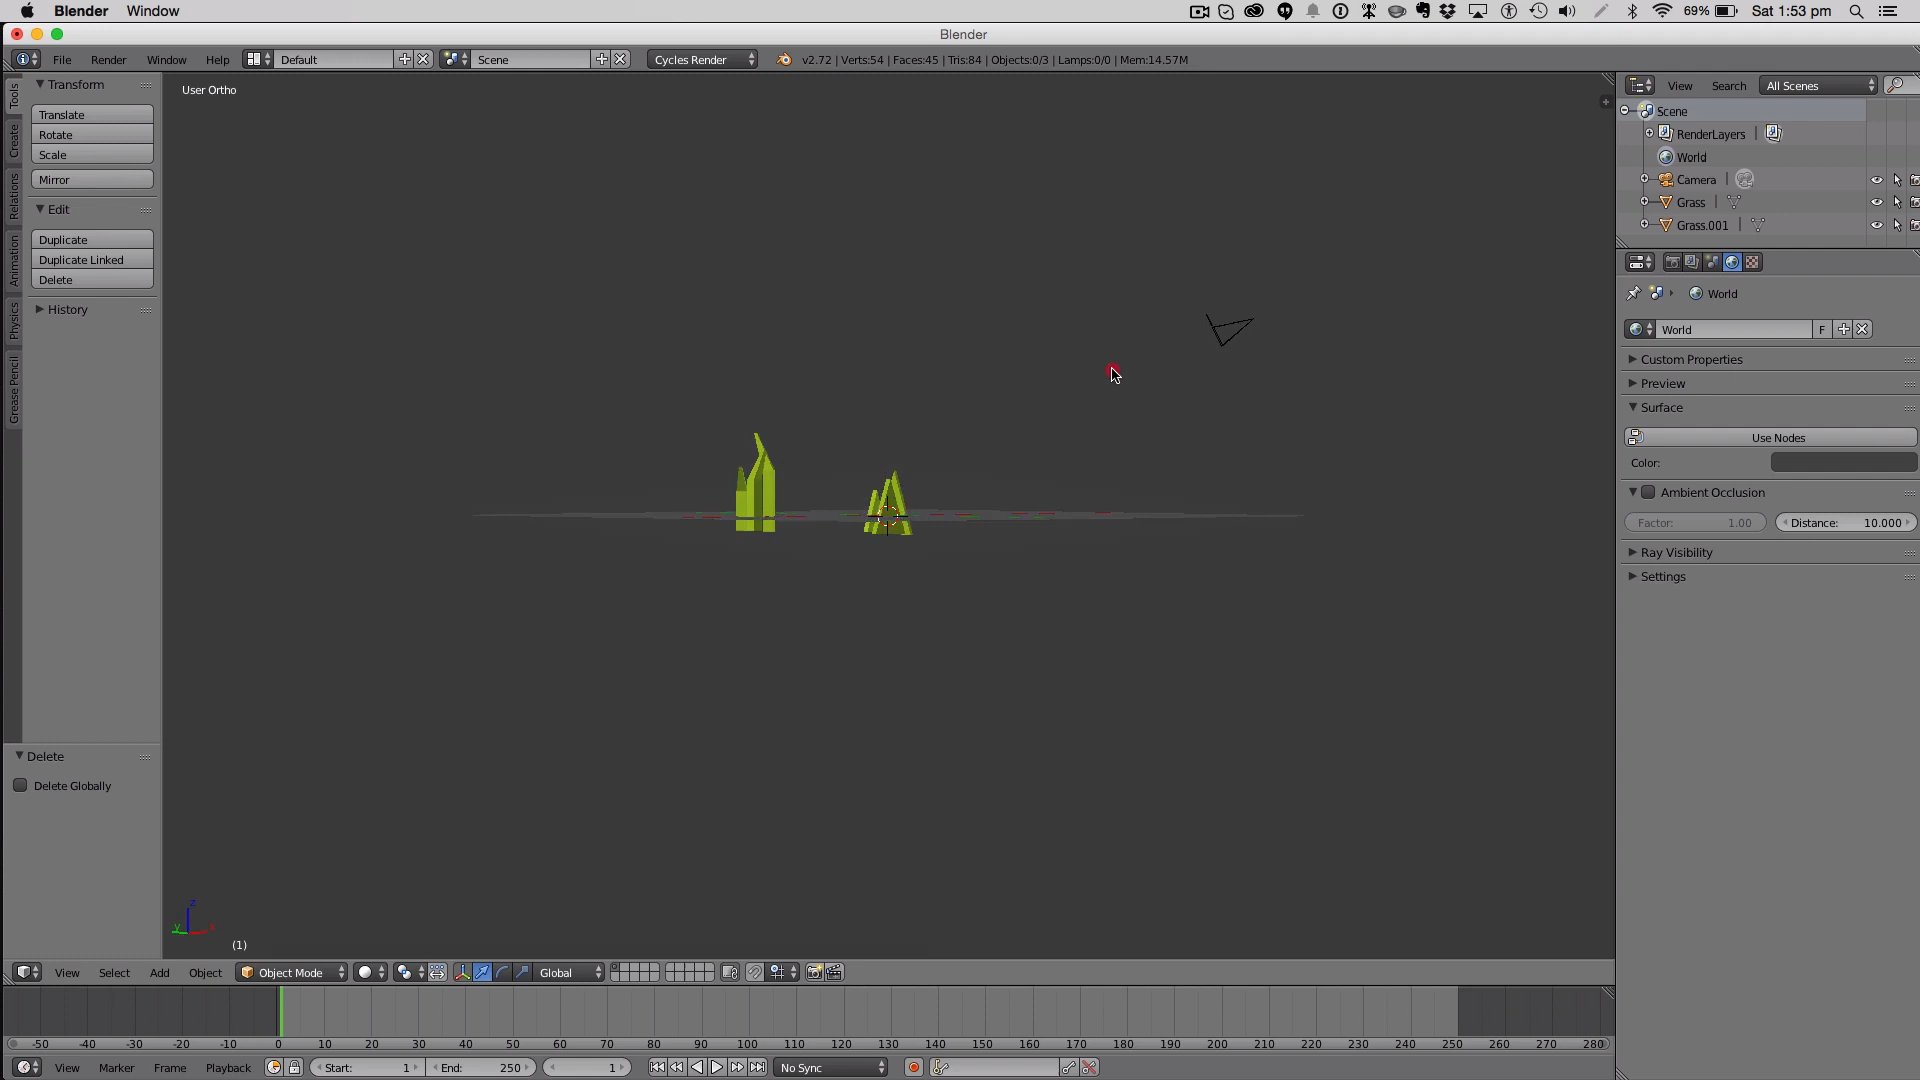 Blender Window 69% Sat 1:53 pm
Blender
File Render Window Help Default Scene Cycles Render v2.72 | Verts:54 | Faces:45 | Tris:84 | Objects:0/3 | Lamps:0/0 | Mem:14.57M
Tools
Create
Relations
Animation
Physics
Grease Pencil
Transform
Translate
Rotate
Scale
Mirror
Edit
Duplicate
Duplicate Linked
Delete
History
Delete
Delete Globally
User Ortho
z
y x
(1)
View Search All Scenes
Scene
RenderLayers
World
Camera
Grass
Grass.001
World
World F
Custom Properties
Preview
Surface
Use Nodes
Color:
Ambient Occlusion
Factor: 1.00 Distance: 10.000
Ray Visibility
Settings
View Select Add Object Object Mode Global
-50 -40 -30 -20 -10 0 10 20 30 40 50 60 70 80 90 100 110 120 130 140 150 160 170 180 190 200 210 220 230 240 250 260 270 280
View Marker Frame Playback Start: 1 End: 250 1 No Sync